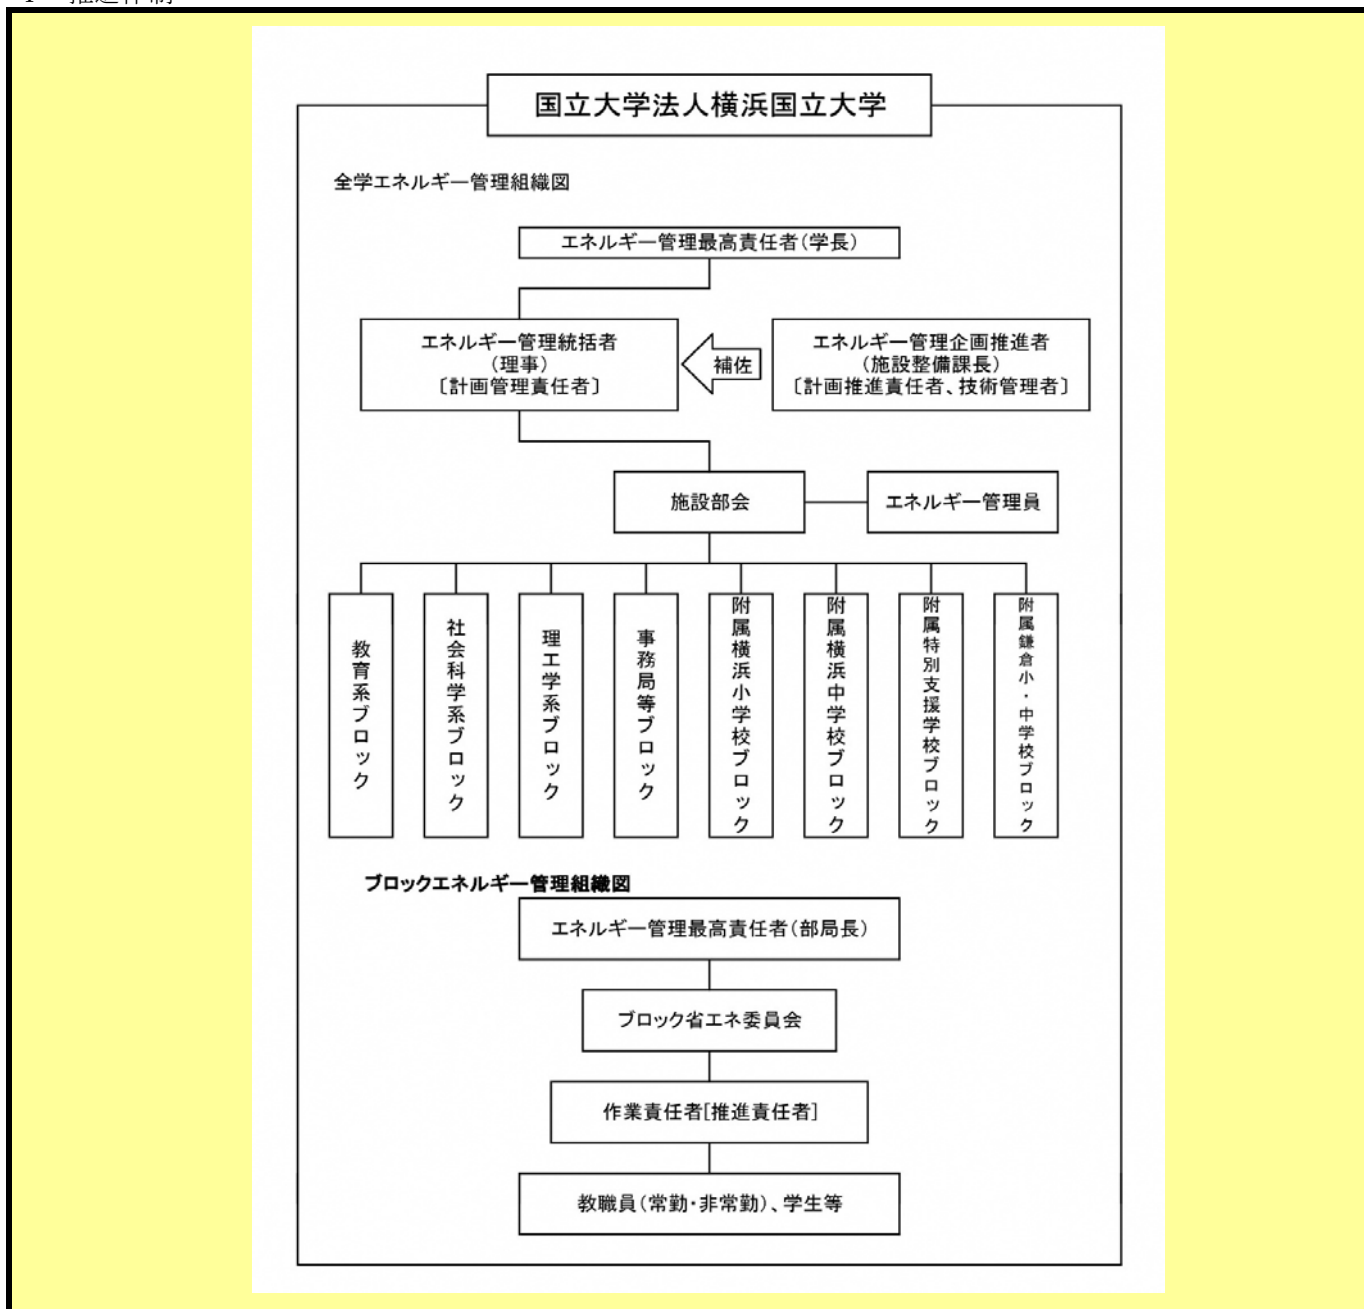 国立大学法人横浜国立大学
全学エネルギー管理組織図
エネルギー管理最高責任者(学長)
エネルギー管理統括者
(理事)
〔計画管理責任者〕
補佐
エネルギー管理企画推進者
(施設整備課長)
〔計画推進責任者、技術管理者〕
施設部会
エネルギー管理員
教育系ブロック
社会科学系ブロック
理工学系ブロック
事務局等ブロック
附属横浜小学校ブロック
附属横浜中学校ブロック
附属特別支援学校ブロック
附属鎌倉小・中学校ブロック
ブロックエネルギー管理組織図
エネルギー管理最高責任者(部局長)
ブロック省エネ委員会
作業責任者[推進責任者]
教職員(常勤・非常勤)、学生等